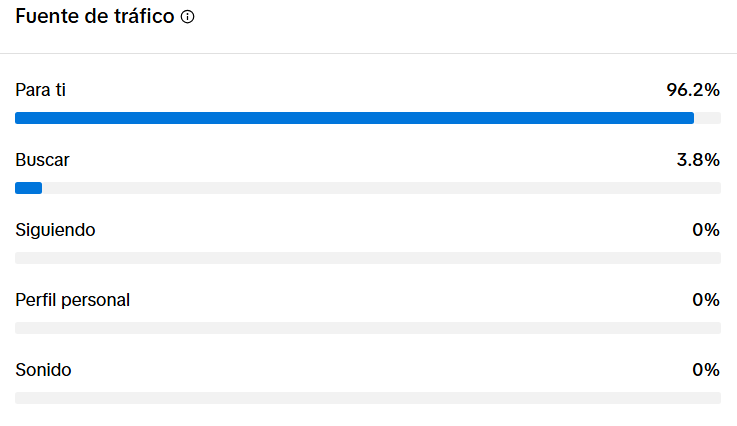 Fuente de tráfico
Para ti 96.2%
Buscar 3.8%
Siguiendo 0%
Perfil personal 0%
Sonido 0%